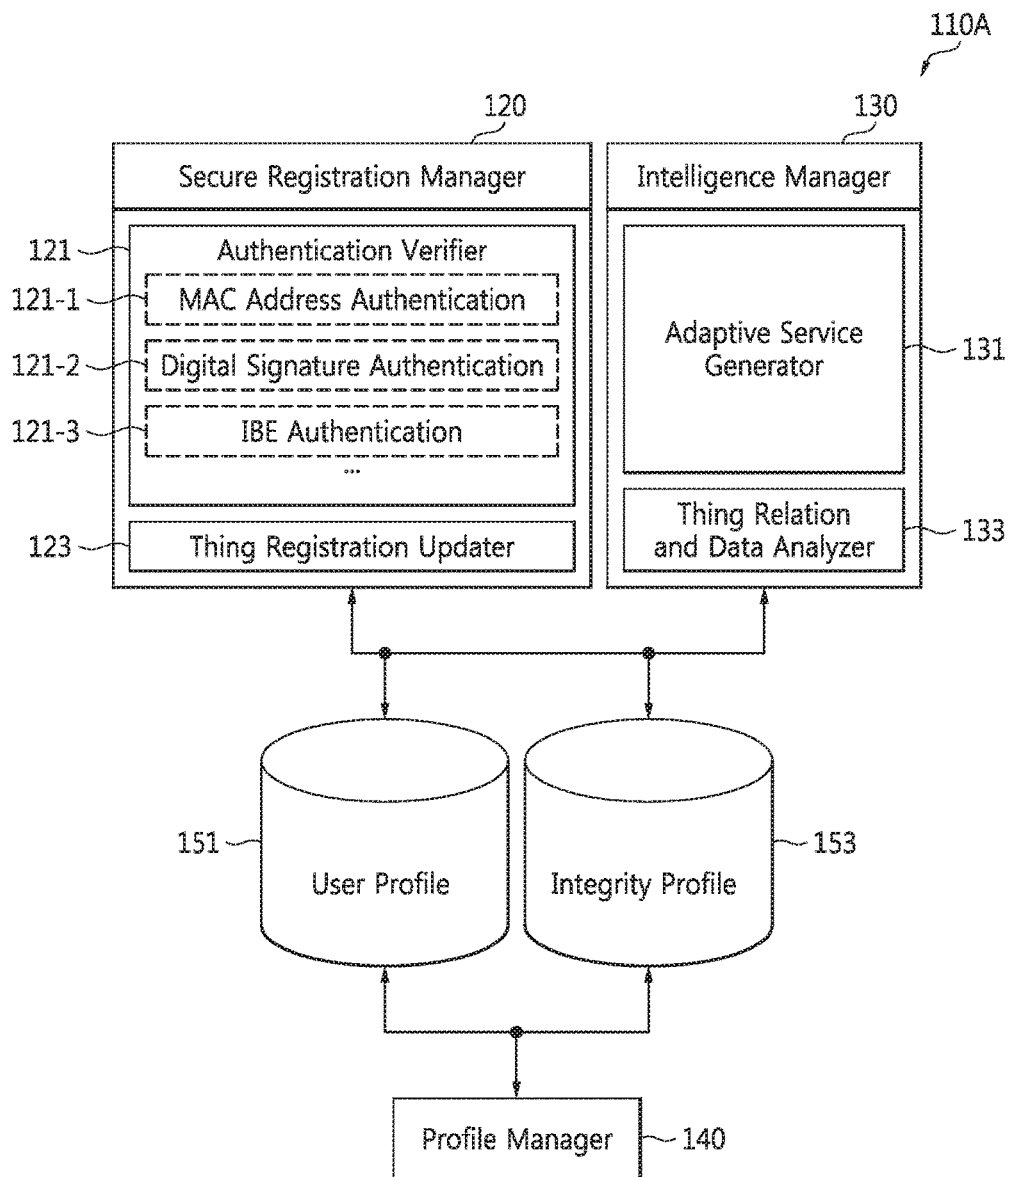 110A
120
130
Secure Registration Manager
Intelligence Manager
121
Authentication Verifier
121-1
MAC Address Authentication
121-2
Digital Signature Authentication
121-3
IBE Authentication
...
Adaptive Service
Generator
131
123
Thing Registration Updater
Thing Relation
and Data Analyzer
133
151
User Profile
Integrity Profile
153
Profile Manager
140